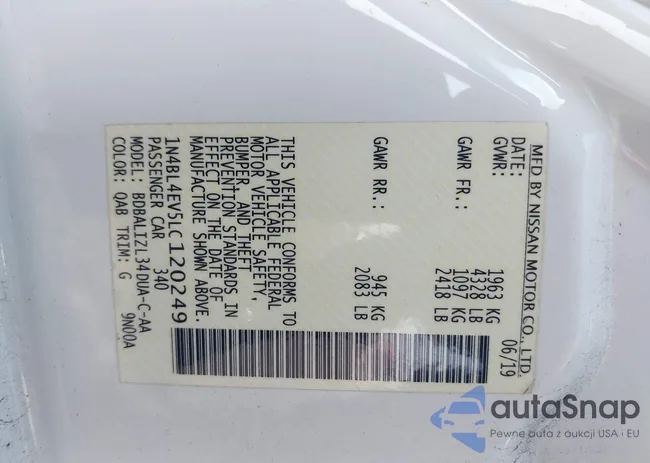 MFD BY NISSAN MOTOR CO., LTD.
DATE: 06/19
GVWR: 1963 KG
4328 LB
GAWR FR.: 1097 KG
2418 LB
GAWR RR.: 945 KG
2083 LB
THIS VEHICLE CONFORMS TO
ALL APPLICABLE FEDERAL
MOTOR VEHICLE SAFETY,
BUMPER, AND THEFT
PREVENTION STANDARDS IN
EFFECT ON THE DATE OF
MANUFACTURE SHOWN ABOVE.
1N4BL4EV5LC120249
PASSENGER CAR 340
MODEL: BDBALIZL34DUA-C-AA
COLOR: QAB TRIM: G 9N00A
autaSnap
Pewne auta z aukcji USA · EU